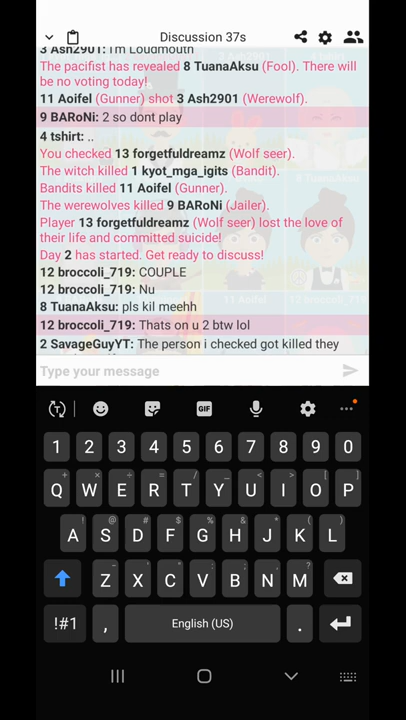 Discussion 37s
3 Ash2901: I'm Loudmouth
The pacifist has revealed 8 TuanaAksu (Fool). There will
be no voting today!
11 Aoifel (Gunner) shot 3 Ash2901 (Werewolf).
9 BARoNi: 2 so dont play
4 tshirt: ..
You checked 13 forgetfuldreamz (Wolf seer).
The witch killed 1 kyot_mga_igits (Bandit).
Bandits killed 11 Aoifel (Gunner).
The werewolves killed 9 BARoNi (Jailer).
Player 13 forgetfuldreamz (Wolf seer) lost the love of
their life and committed suicide!
Day 2 has started. Get ready to discuss!
12 broccoli_719: COUPLE
12 broccoli_719: Nu
8 TuanaAksu: pls kil meehh
12 broccoli_719: Thats on u 2 btw lol
2 SavageGuyYT: The person i checked got killed they
Type your message
GIF
1 2 3 4 5 6 7 8 9 0
Q W E R T Y U I O P
A S D F G H J K L
Z X C V B N M
!#1 , English (US) .